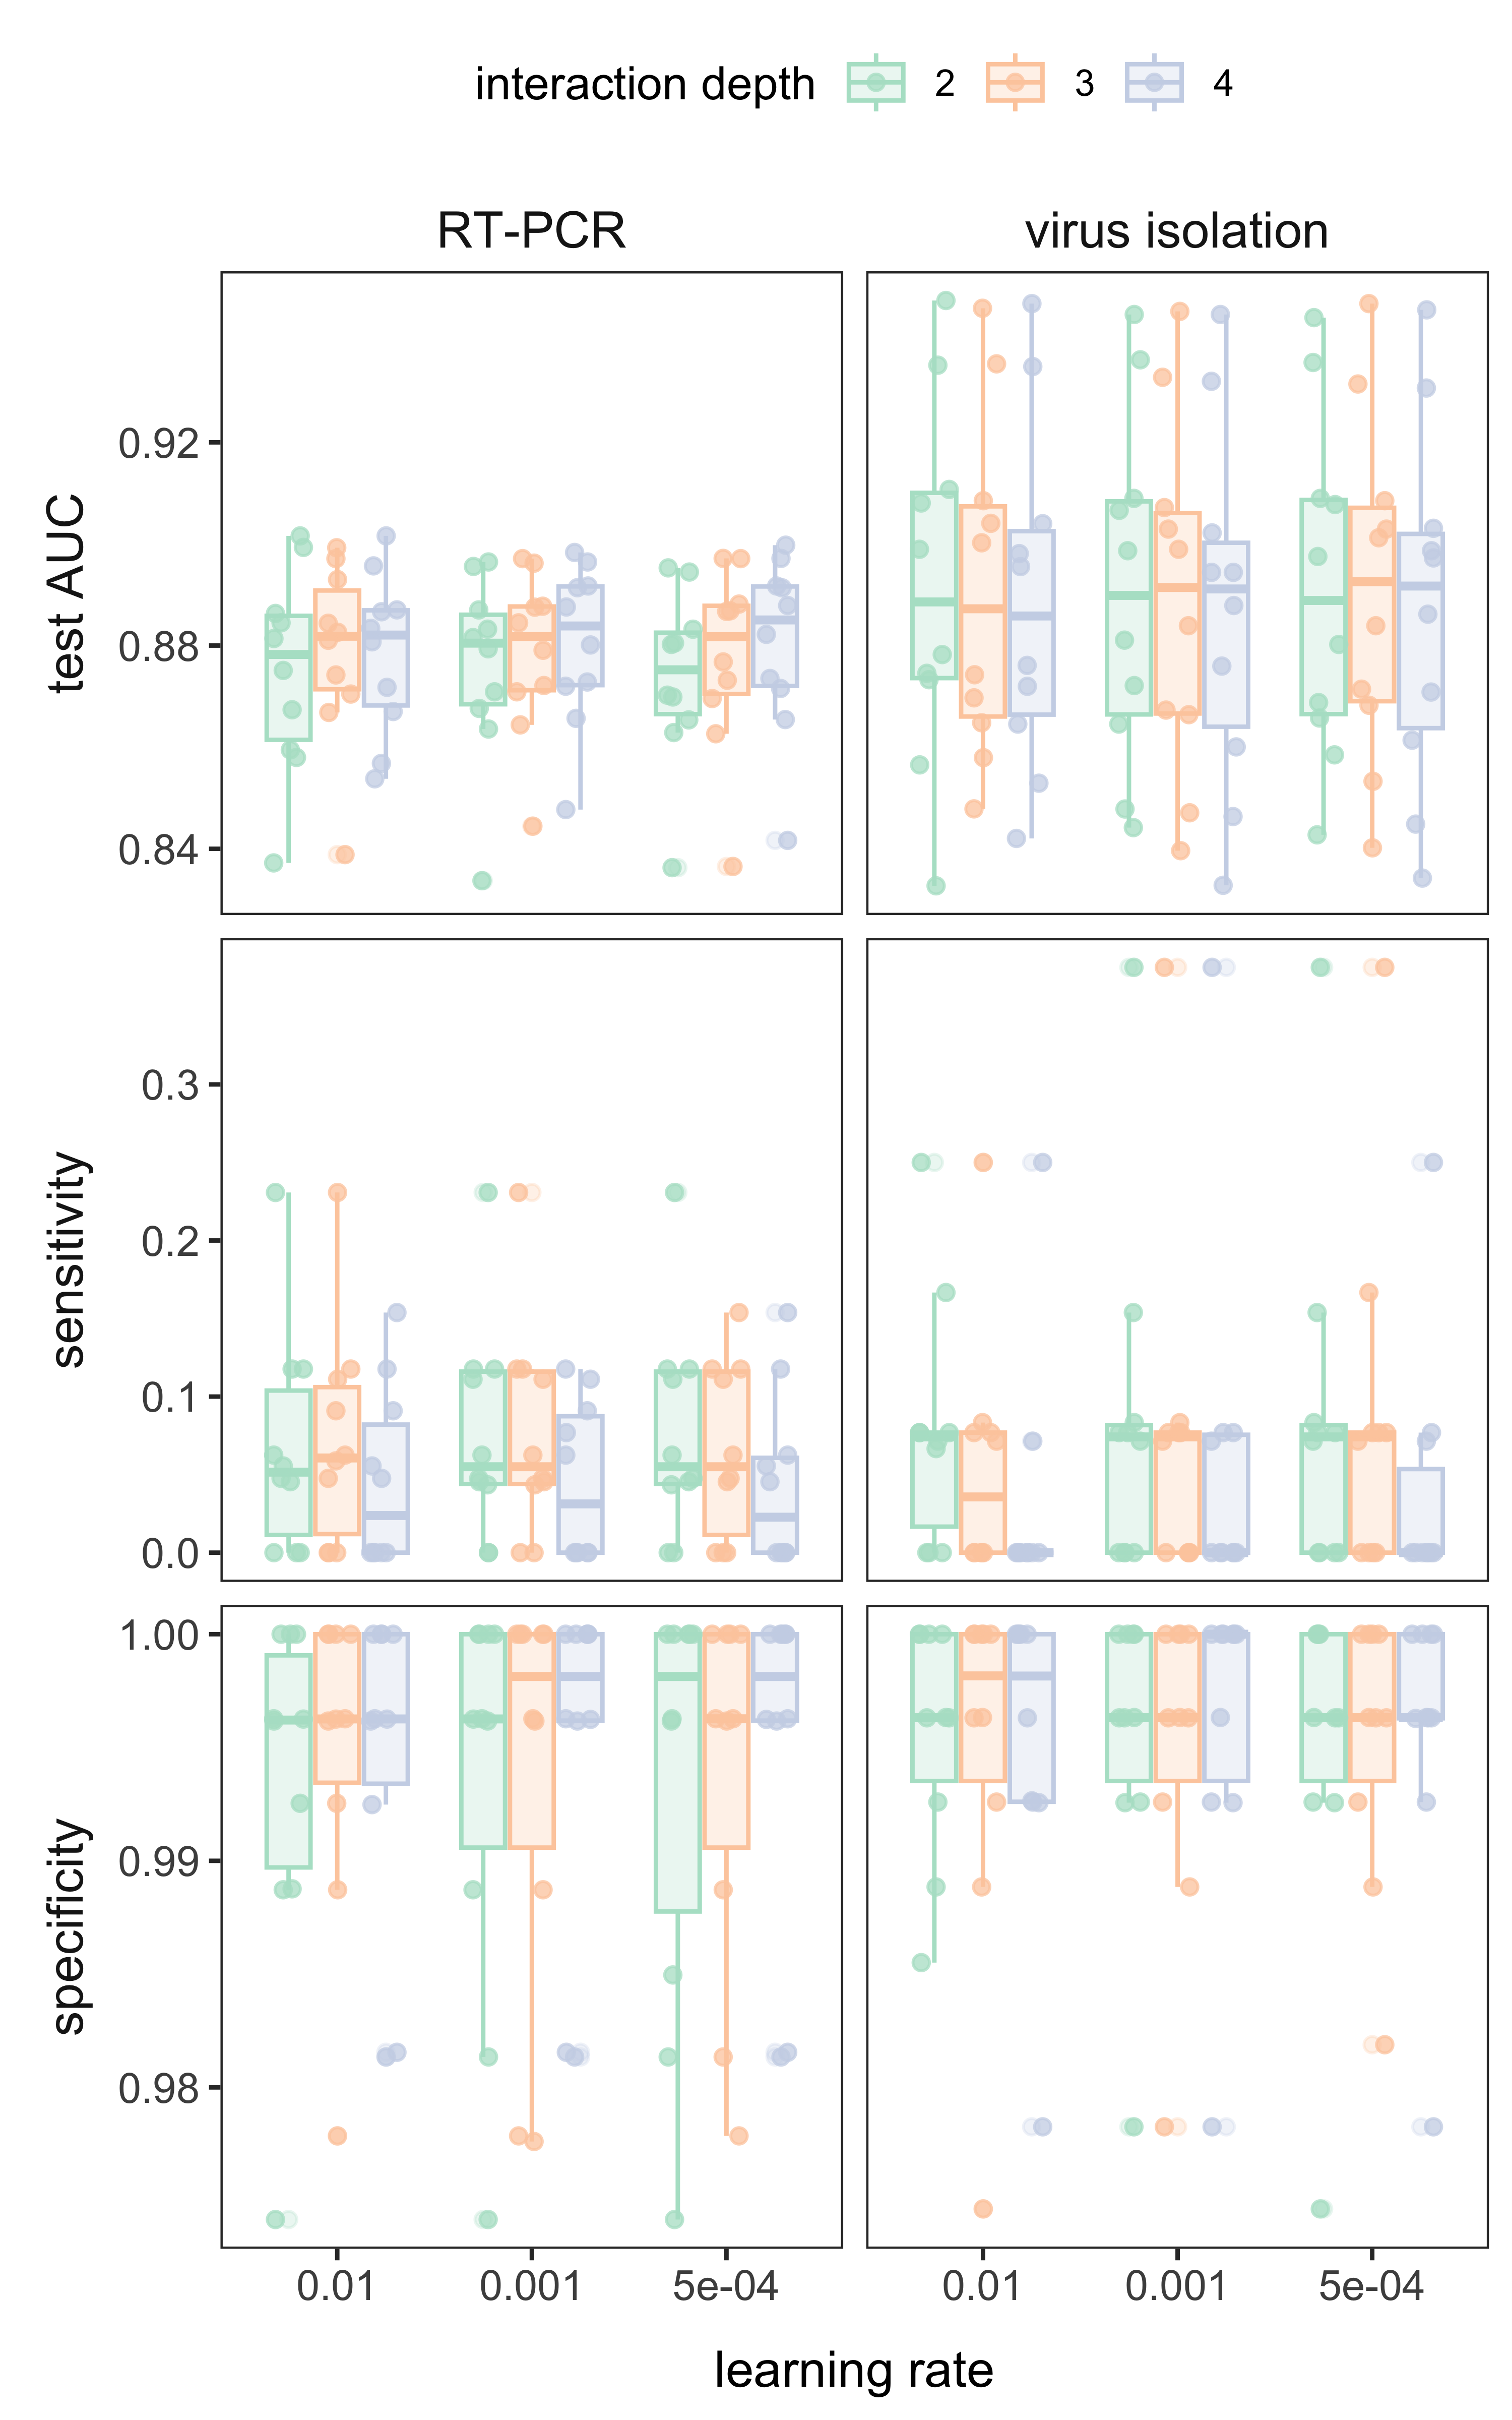 interaction depth 2 3 4
RT-PCR virus isolation
test AUC
0.92
0.88
0.84
sensitivity
0.3
0.2
0.1
0.0
specificity
1.00
0.99
0.98
0.01 0.001 5e-04 0.01 0.001 5e-04
learning rate